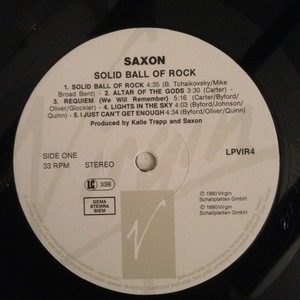 SAXON
SOLID BALL OF ROCK
1. SOLID BALL OF ROCK 4:35 (B. Tchaikovsky/Mike
Broad Bent) - 2. ALTAR OF THE GODS 3:30 (Carter)
3. REQUIEM (We Will Remember) 5:16 (Carter/Byford/
Oliver/Glockler) - 4. LIGHTS IN THE SKY 4:03 (Byford/Johnson/
Quinn) - 5. I JUST CAN'T GET ENOUGH 4:34 (Byford/Oliver/Quinn)
Produced by Kalle Trapp and Saxon
SIDE ONE
33 RPM
STEREO
LPVIR4
LC 3098
GEMA
STEMRA
BIEM
℗ 1990 Virgin
Schallplatten GmbH
© 1990 Virgin
Schallplatten GmbH